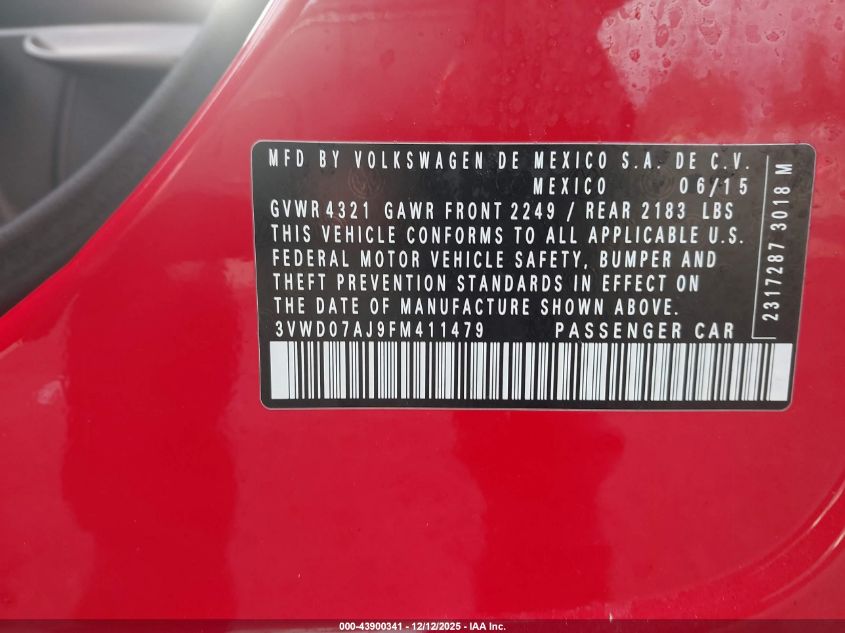 MFD BY VOLKSWAGEN DE MEXICO S.A. DE C.V.
MEXICO 06/15
GVWR 4321 GAWR FRONT 2249 / REAR 2183 LBS
THIS VEHICLE CONFORMS TO ALL APPLICABLE U.S.
FEDERAL MOTOR VEHICLE SAFETY, BUMPER AND
THEFT PREVENTION STANDARDS IN EFFECT ON
THE DATE OF MANUFACTURE SHOWN ABOVE.
3VWD07AJ9FM411479 PASSENGER CAR
2317287 3018 M
000-43900341 - 12/12/2025 - IAA Inc.